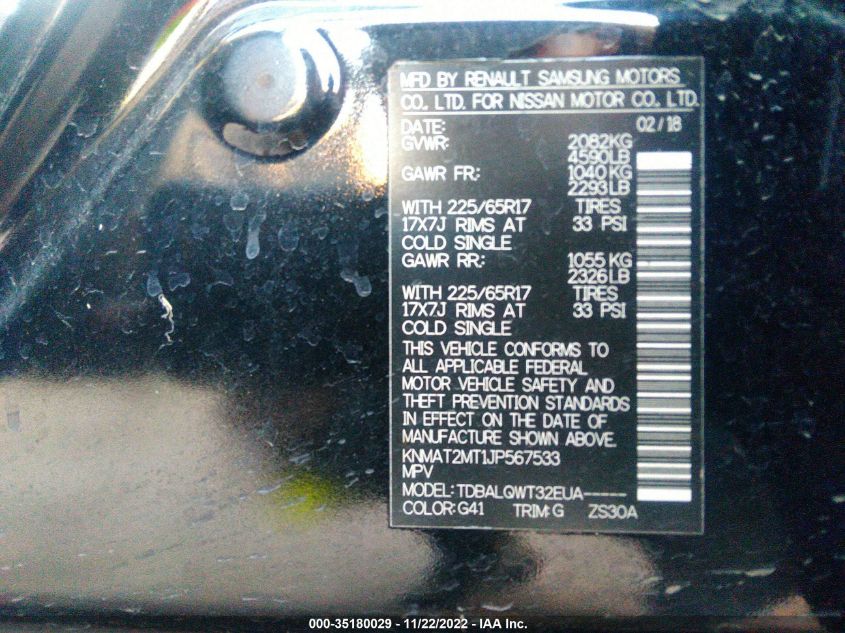 MFD BY RENAULT SAMSUNG MOTORS
CO., LTD. FOR NISSAN MOTOR CO., LTD.
DATE: 02/18
GVWR: 2082KG
4590LB
GAWR FR: 1040KG
2293LB
WITH 225/65R17 TIRES
17X7J RIMS AT 33 PSI
COLD SINGLE
GAWR RR: 1055KG
2326LB
WITH 225/65R17 TIRES
17X7J RIMS AT 33 PSI
COLD SINGLE
THIS VEHICLE CONFORMS TO
ALL APPLICABLE FEDERAL
MOTOR VEHICLE SAFETY AND
THEFT PREVENTION STANDARDS
IN EFFECT ON THE DATE OF
MANUFACTURE SHOWN ABOVE.
KNMAT2MT1JP567533
MPV
MODEL:TDBALQWT32EUA-----
COLOR:G41 TRIM:G ZS30A
000-35180029 - 11/22/2022 - IAA Inc.